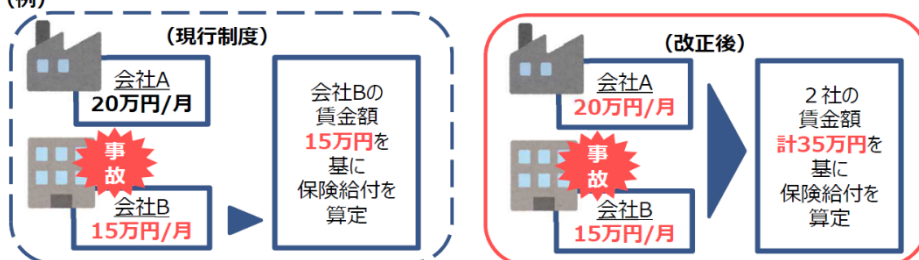 (例)
（現行制度）
会社A
20万円/月
事
故
会社B
15万円/月
会社Bの
賃金額
15万円を
基に
保険給付を
算定
（改正後）
会社A
20万円/月
事
故
会社B
15万円/月
２社の
賃金額
計35万円を
基に
保険給付を
算定